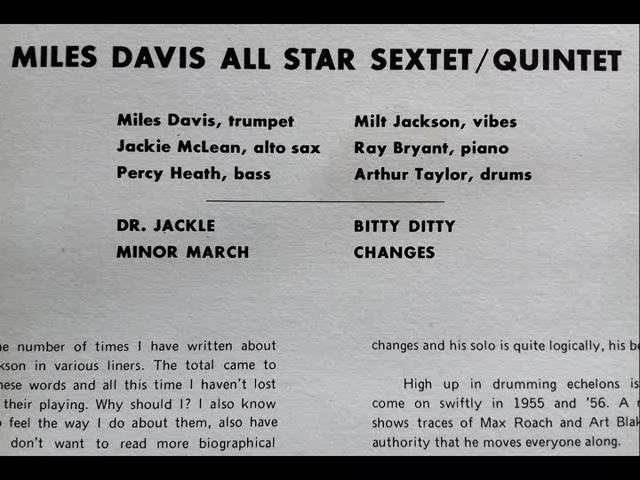 MILES DAVIS ALL STAR SEXTET/QUINTET
Miles Davis, trumpet
Jackie McLean, alto sax
Percy Heath, bass
Milt Jackson, vibes
Ray Bryant, piano
Arthur Taylor, drums
DR. JACKLE
MINOR MARCH
BITTY DITTY
CHANGES
number of times I have written about
in various liners. The total came to
words and all this time I haven't lost
their playing. Why should I? I also know
feel the way I do about them, also have
don't want to read more biographical
changes and his solo is quite logically, his
High up in drumming echelons is
come on swiftly in 1955 and '56. A
shows traces of Max Roach and Art
authority that he moves everyone along.